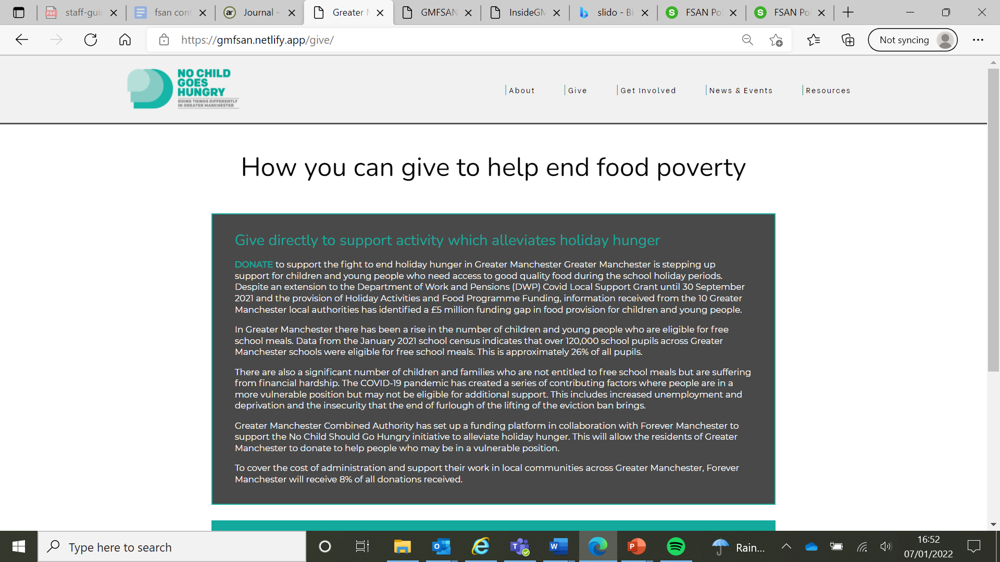 staff-guid
fsan cont
ar
Journal -
Greater M
GMFSAN
InsideGM
slido - Bi
S
FSAN Pol
S
FSAN Pol
https://gmfsan.netlify.app/give/
Not syncing
NO CHILD
GOES
HUNGRY
DOING THINGS DIFFERENTLY
IN GREATER MANCHESTER
About
Give
Get Involved
News & Events
Resources
How you can give to help end food poverty
Give directly to support activity which alleviates holiday hunger
DONATE to support the fight to end holiday hunger in Greater Manchester Greater Manchester is stepping up
support for children and young people who need access to good quality food during the school holiday periods.
Despite an extension to the Department of Work and Pensions (DWP) Covid Local Support Grant until 30 September
2021 and the provision of Holiday Activities and Food Programme Funding, information received from the 10 Greater
Manchester local authorities has identified a £5 million funding gap in food provision for children and young people.
In Greater Manchester there has been a rise in the number of children and young people who are eligible for free
school meals. Data from the January 2021 school census indicates that over 120,000 school pupils across Greater
Manchester schools were eligible for free school meals. This is approximately 26% of all pupils.
There are also a significant number of children and families who are not entitled to free school meals but are suffering
from financial hardship. The COVID-19 pandemic has created a series of contributing factors where people are in a
more vulnerable position but may not be eligible for additional support. This includes increased unemployment and
deprivation and the insecurity that the end of furlough of the lifting of the eviction ban brings.
Greater Manchester Combined Authority has set up a funding platform in collaboration with Forever Manchester to
support the No Child Should Go Hungry initiative to alleviate holiday hunger. This will allow the residents of Greater
Manchester to donate to help people who may be in a vulnerable position.
To cover the cost of administration and support their work in local communities across Greater Manchester, Forever
Manchester will receive 8% of all donations received.
Type here to search
Rain...
16:52
07/01/2022